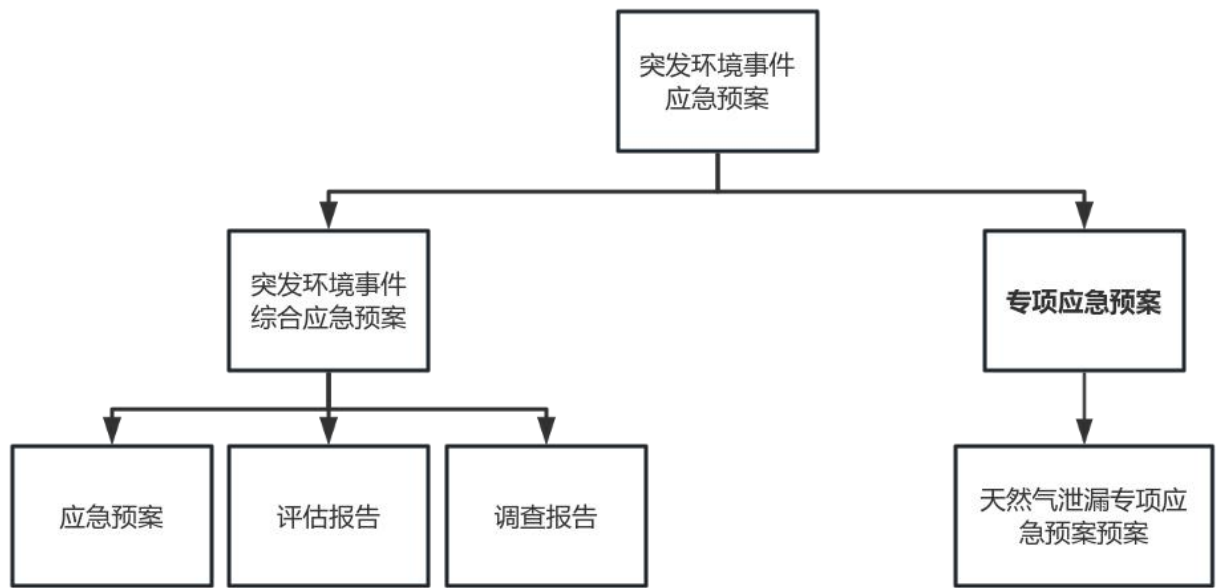 突发环境事件
应急预案
突发环境事件
综合应急预案
专项应急预案
应急预案
评估报告
调查报告
天然气泄漏专项应
急预案预案